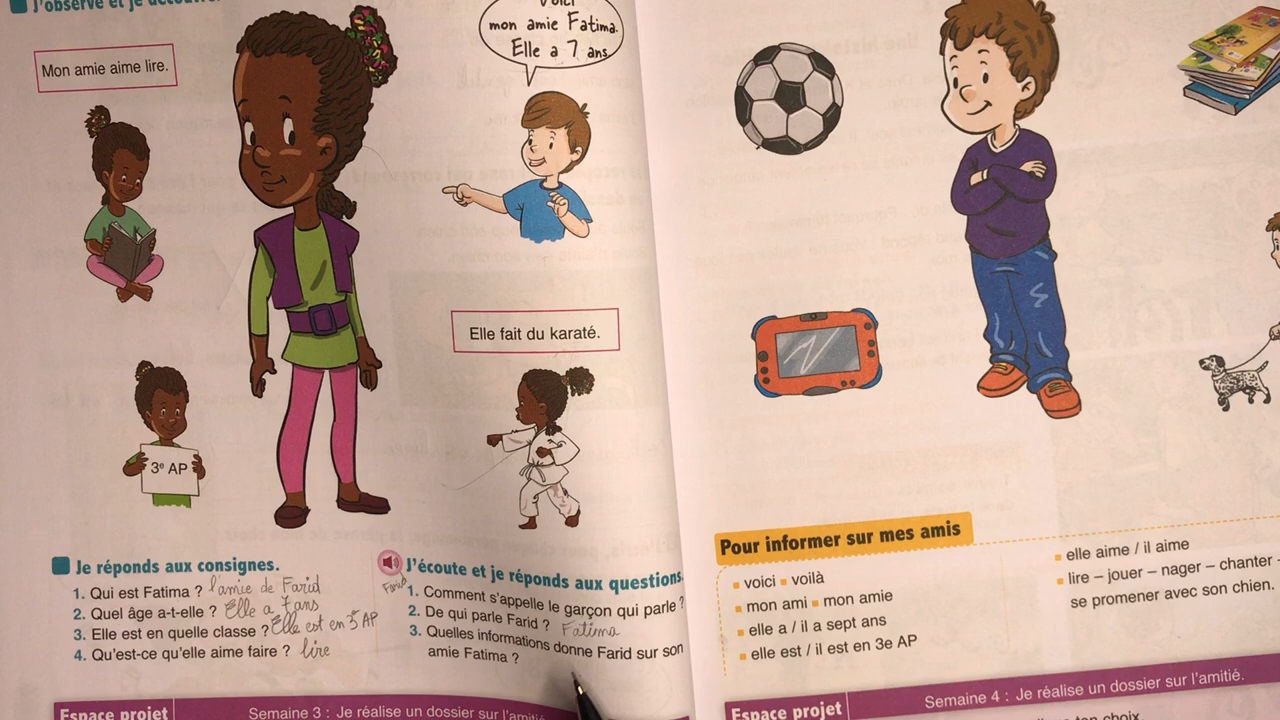 J'observe et je
Mon amie aime lire.
Voici
mon amie Fatima.
Elle a 7 ans
Elle fait du karaté.
3e AP
Je réponds aux consignes.
1. Qui est Fatima ? l'amie de Farid
2. Quel âge a-t-elle ? Elle a 7 ans
3. Elle est en quelle classe ? Elle est en 3 AP
4. Qu'est-ce qu'elle aime faire ? lire
J'écoute et je réponds aux questions.
Farid
1. Comment s'appelle le garçon qui parle ?
2. De qui parle Farid ? Fatima
3. Quelles informations donne Farid sur son
amie Fatima ?
Espace projet
Semaine 3 : Je réalise un dossier sur l'amitié
Pour informer sur mes amis
voici voilà
mon ami mon amie
elle a / il a sept ans
elle est / il est en 3e AP
elle aime / il aime
lire – jouer – nager – chanter -
se promener avec son chien.
Espace projet
Semaine 4 : Je réalise un dossier sur l'amitié.
ton choix.